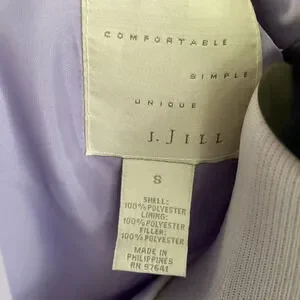 COMFORTABLE
SIMPLE
UNIQUE
J. JILL
S
SHELL:
100% POLYESTER
LINING:
100% POLYESTER
FILLER:
100% POLYESTER
MADE IN
PHILIPPINES
RN 97641